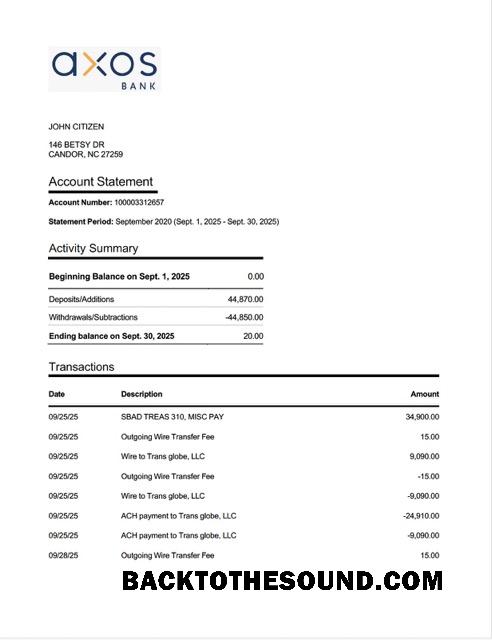 axos
BANK
JOHN CITIZEN
146 BETSY DR
CANDOR, NC 27259
Account Statement
Account Number: 100003312657
Statement Period: September 2020 (Sept. 1, 2025 - Sept. 30, 2025)
Activity Summary
Beginning Balance on Sept. 1, 2025 0.00
Deposits/Additions 44,870.00
Withdrawals/Subtractions -44,850.00
Ending balance on Sept. 30, 2025 20.00
Transactions
Date Description Amount
09/25/25 SBAD TREAS 310, MISC PAY 34,900.00
09/25/25 Outgoing Wire Transfer Fee 15.00
09/25/25 Wire to Trans globe, LLC 9,090.00
09/25/25 Outgoing Wire Transfer Fee -15.00
09/25/25 Wire to Trans globe, LLC -9,090.00
09/25/25 ACH payment to Trans globe, LLC -24,910.00
09/25/25 ACH payment to Trans globe, LLC -9,090.00
09/28/25 Outgoing Wire Transfer Fee 15.00
BACKTOTHESOUND.COM